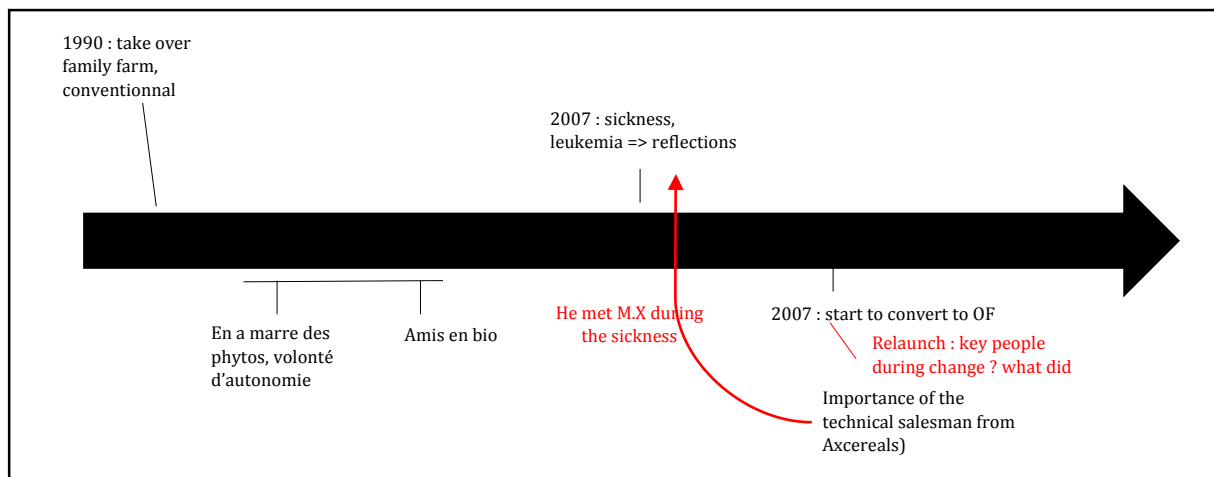 1990 : take over
family farm,
conventionnal
2007 : sickness,
leukemia => reflections
En a marre des
phytos, volonté
d’autonomie
Amis en bio
He met M.X during
the sickness
2007 : start to convert to OF
Relaunch : key people
during change ? what did
Importance of the
technical salesman from
Axcereals)